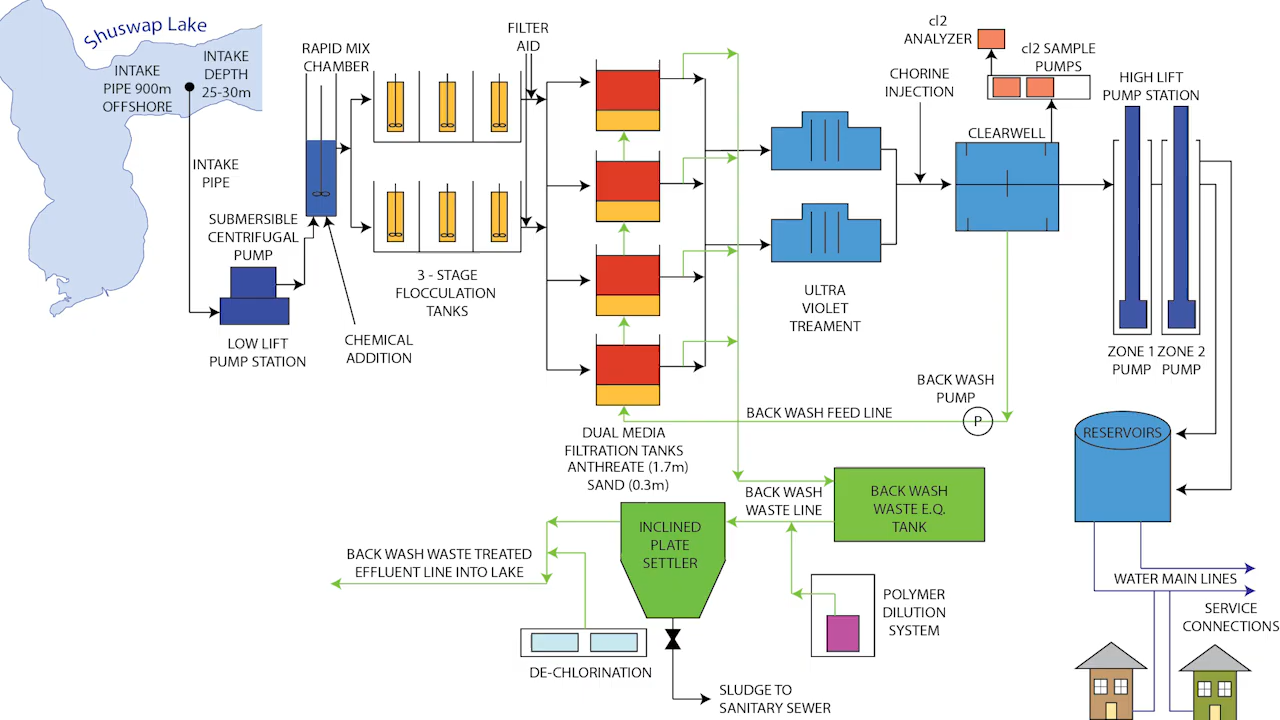 Shuswap Lake
INTAKE
PIPE 900m
OFFSHORE
INTAKE
DEPTH
25-30m
INTAKE
PIPE
SUBMERSIBLE
CENTRIFUGAL
PUMP
LOW LIFT
PUMP STATION
RAPID MIX
CHAMBER
CHEMICAL
ADDITION
3 - STAGE
FLOCCULATION
TANKS
FILTER
AID
DUAL MEDIA
FILTRATION TANKS
ANTHREATE (1.7m)
SAND (0.3m)
ULTRA
VIOLET
TREAMENT
CHORINE
INJECTION
cl2
ANALYZER
cl2 SAMPLE
PUMPS
CLEARWELL
HIGH LIFT
PUMP STATION
ZONE 1
PUMP
ZONE 2
PUMP
BACK WASH
PUMP
P
BACK WASH FEED LINE
RESERVOIRS
BACK WASH
WASTE LINE
BACK WASH
WASTE E.Q.
TANK
INCLINED
PLATE
SETTLER
BACK WASH WASTE TREATED
EFFLUENT LINE INTO LAKE
POLYMER
DILUTION
SYSTEM
DE-CHLORINATION
SLUDGE TO
SANITARY SEWER
WATER MAIN LINES
SERVICE
CONNECTIONS